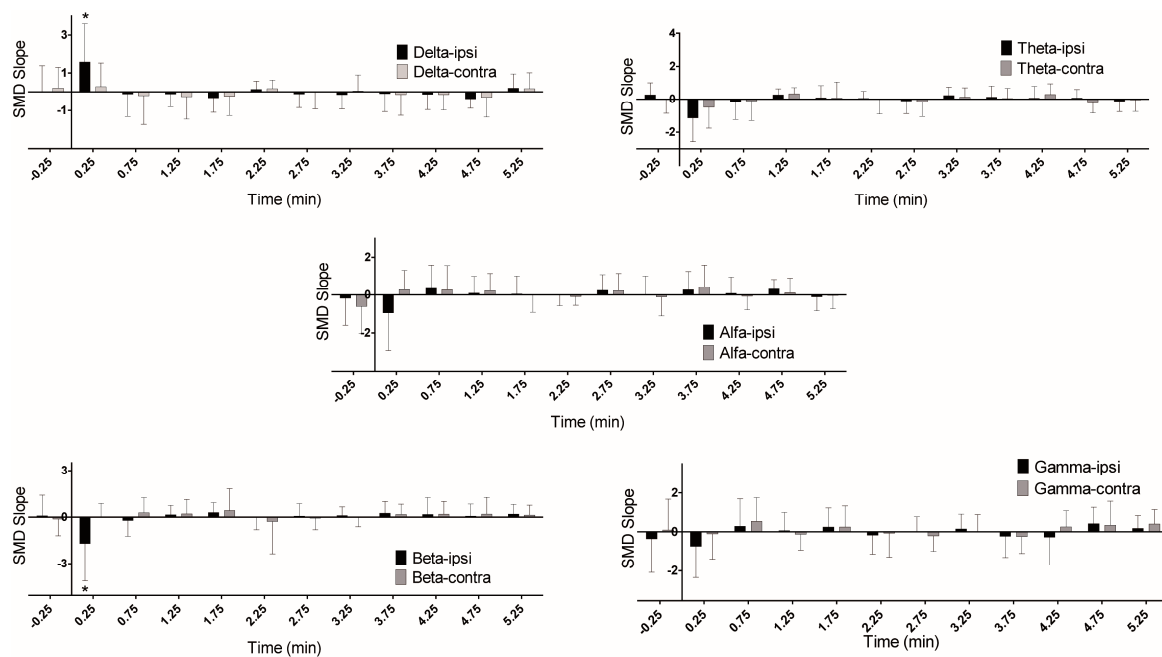 *
SMD Slope
3
1
-1
Delta-ipsi
Delta-contra
-0.25 0.25 0.75 1.25 1.75 2.25 2.75 3.25 3.75 4.25 4.75 5.25
Time (min)
SMD Slope
4
2
0
-2
Theta-ipsi
Theta-contra
-0.25 0.25 0.75 1.25 1.75 2.25 2.75 3.25 3.75 4.25 4.75 5.25
Time (min)
SMD Slope
2
0
-2
Alfa-ipsi
Alfa-contra
-0.25 0.25 0.75 1.25 1.75 2.25 2.75 3.25 3.75 4.25 4.75 5.25
Time (min)
SMD Slope
3
0
-3
*
Beta-ipsi
Beta-contra
-0.25 0.25 0.75 1.25 1.75 2.25 2.75 3.25 3.75 4.25 4.75 5.25
Time (min)
SMD Slope
2
0
-2
Gamma-ipsi
Gamma-contra
-0.25 0.25 0.75 1.25 1.75 2.25 2.75 3.25 3.75 4.25 4.75 5.25
Time (min)